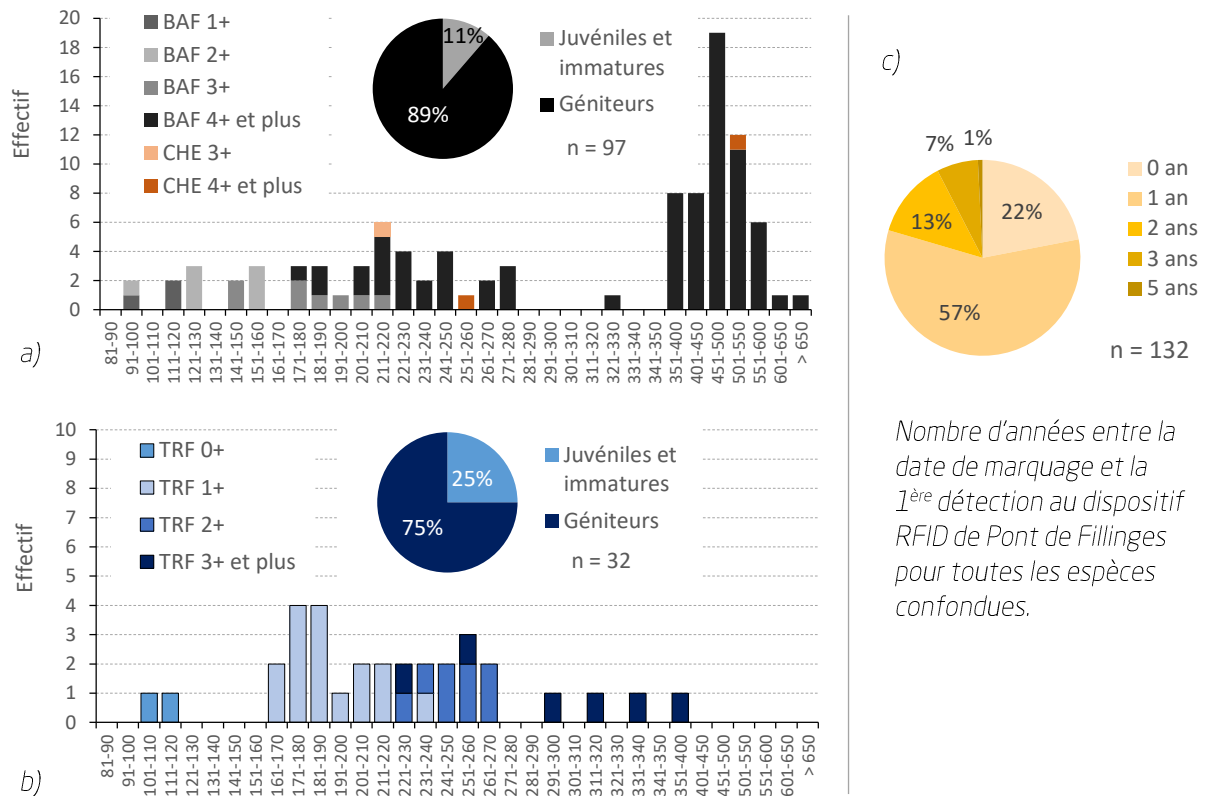 20
18
16
14
12
10
8
6
4
2
0
Effectif
BAF 1+
BAF 2+
BAF 3+
BAF 4+ et plus
CHE 3+
CHE 4+ et plus
11%
89%
Juvéniles et
immatures
Géniteurs
n = 97
81-90
91-100
101-110
111-120
121-130
131-140
141-150
151-160
161-170
171-180
181-190
191-200
201-210
211-220
221-230
231-240
241-250
251-260
261-270
271-280
281-290
291-300
301-310
311-320
321-330
331-340
341-350
351-400
401-450
451-500
501-550
551-600
601-650
> 650
a)
10
9
8
7
6
5
4
3
2
1
0
Effectif
TRF 0+
TRF 1+
TRF 2+
TRF 3+ et plus
25%
75%
Juvéniles et
immatures
Géniteurs
n = 32
81-90
91-100
101-110
111-120
121-130
131-140
141-150
151-160
161-170
171-180
181-190
191-200
201-210
211-220
221-230
231-240
241-250
251-260
261-270
271-280
281-290
291-300
301-310
311-320
321-330
331-340
351-400
401-450
451-500
501-550
551-600
601-650
> 650
b)
c)
7%
1%
22%
13%
57%
0 an
1 an
2 ans
3 ans
5 ans
n = 132
Nombre d'années entre la
date de marquage et la
1ère détection au dispositif
RFID de Pont de Fillinges
pour toutes les espèces
confondues.